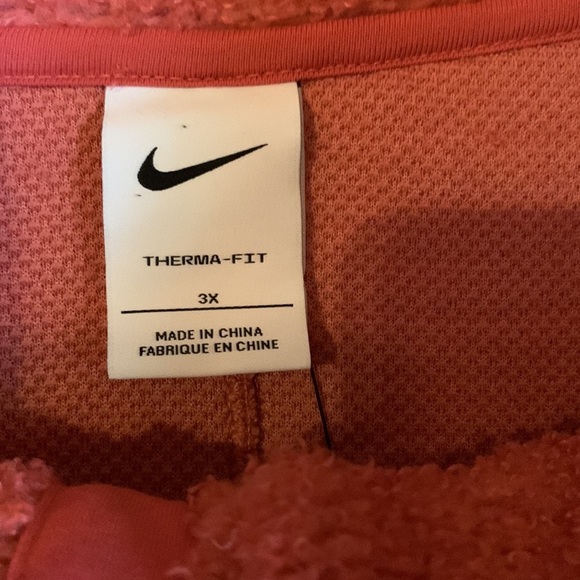 THERMA-FIT
3X
MADE IN CHINA
FABRIQUE EN CHINE